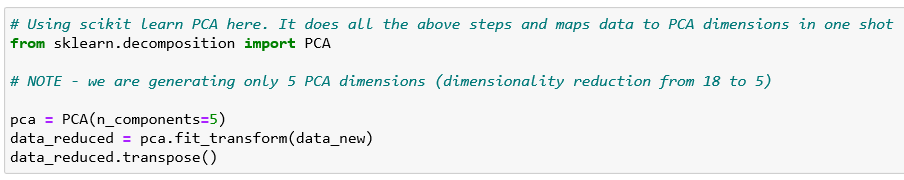 # Using scikit learn PCA here. It does all the above steps and maps data to PCA dimensions in one shot
from sklearn.decomposition import PCA
# NOTE - we are generating only 5 PCA dimensions (dimensionality reduction from 18 to 5)
pca = PCA(n_components=5)
data_reduced = pca.fit_transform(data_new)
data_reduced.transpose()